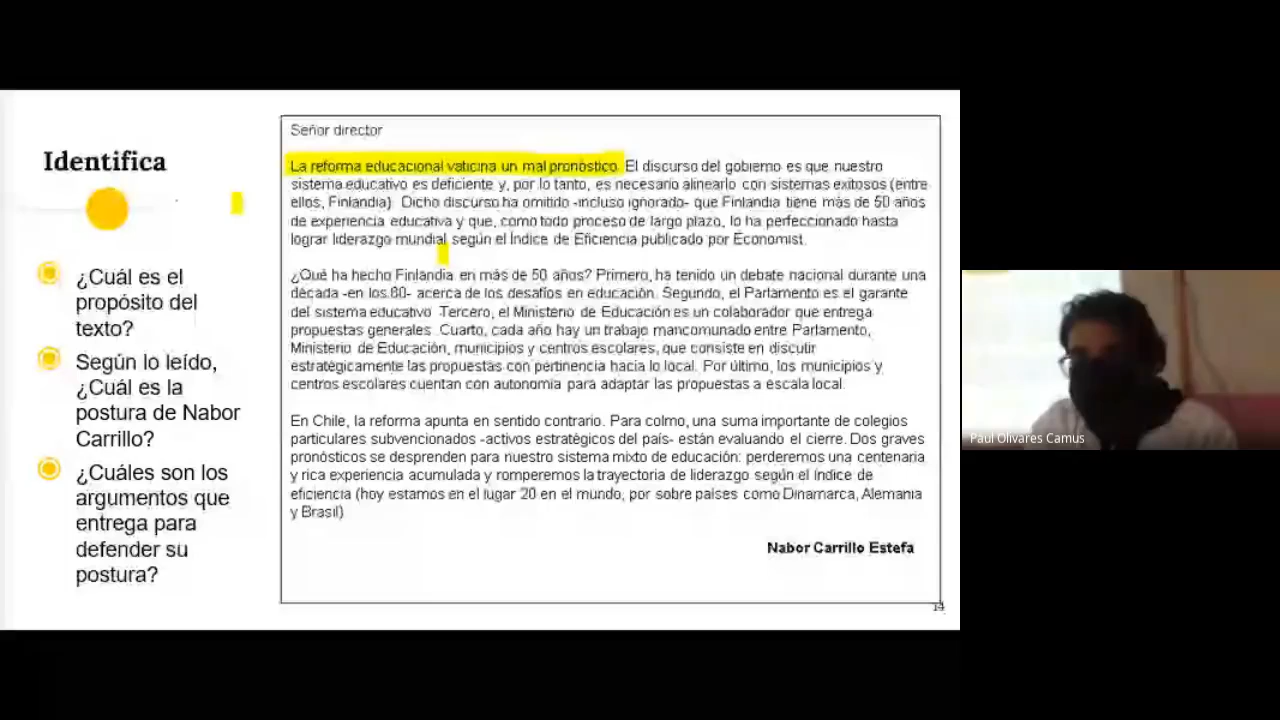 Identifica
¿Cuál es el
propósito del
texto?
Según lo leído,
¿Cuál es la
postura de Nabor
Carrillo?
¿Cuáles son los
argumentos que
entrega para
defender su
postura?
Señor director
La reforma educacional vaticina un mal pronóstico. El discurso del gobierno es que nuestro
sistema educativo es deficiente y, por lo tanto, es necesario alinearlo con sistemas exitosos (entre
ellos, Finlandia). Dicho discurso ha omitido -incluso ignorado- que Finlandia tiene más de 50 años
de experiencia educativa y que, como todo proceso de largo plazo, lo ha perfeccionado hasta
lograr liderazgo mundial según el Índice de Eficiencia publicado por Economist.
¿Qué ha hecho Finlandia en más de 50 años? Primero, ha tenido un debate nacional durante una
década -en los 60- acerca de los desafíos en educación. Segundo, el Parlamento es el garante
del sistema educativo. Tercero, el Ministerio de Educación es un colaborador que entrega
propuestas generales. Cuarto, cada año hay un trabajo mancomunado entre Parlamento,
Ministerio de Educación, municipios y centros escolares, que consiste en discutir
estratégicamente las propuestas con pertinencia hacia lo local. Por último, los municipios y
centros escolares cuentan con autonomía para adaptar las propuestas a escala local.
En Chile, la reforma apunta en sentido contrario. Para colmo, una suma importante de colegios
particulares subvencionados -activos estratégicos del país- están evaluando el cierre. Dos graves
pronósticos se desprenden para nuestro sistema mixto de educación: perderemos una centenaria
y rica experiencia acumulada y romperemos la trayectoria de liderazgo según el índice de
eficiencia (hoy estamos en el lugar 20 en el mundo, por sobre países como Dinamarca, Alemania
y Brasil)
Nabor Carrillo Estefa
14
Paul Olivares Camus